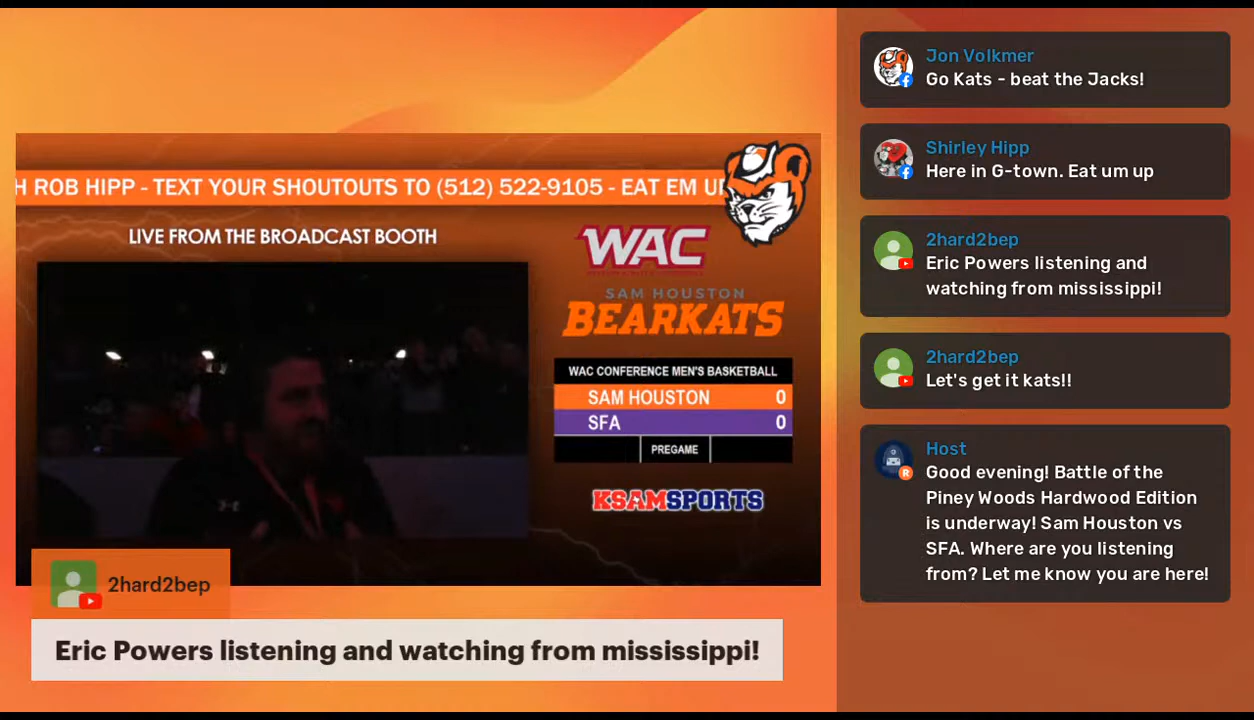 H ROB HIPP - TEXT YOUR SHOUTOUTS TO (512) 522-9105 - EAT EM U
LIVE FROM THE BROADCAST BOOTH
WAC
SAM HOUSTON
BEARKATS
WAC CONFERENCE MEN'S BASKETBALL
SAM HOUSTON 0
SFA 0
PREGAME
KSAMSPORTS
2hard2bep
Eric Powers listening and watching from mississippi!
Jon Volkmer
Go Kats - beat the Jacks!
Shirley Hipp
Here in G-town. Eat um up
2hard2bep
Eric Powers listening and
watching from mississippi!
2hard2bep
Let's get it kats!!
Host
Good evening! Battle of the
Piney Woods Hardwood Edition
is underway! Sam Houston vs
SFA. Where are you listening
from? Let me know you are here!